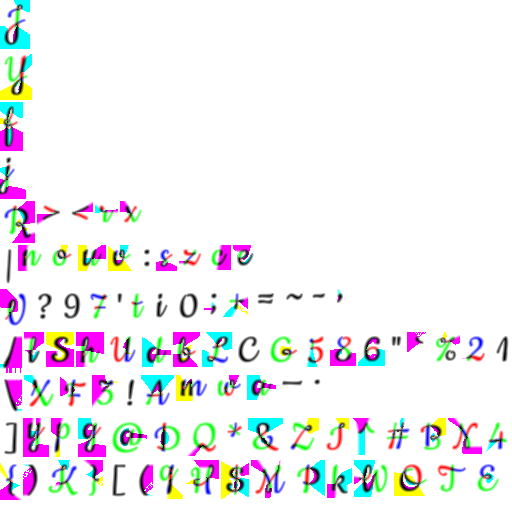 J
Y
f
j
R > < r x
| n o u v : s z c e
V ? 9 7 ' t i 0 ; + = ~ - ,
/ l S h U d b L C G 5 8 6 " ` % 2 1
\ X F 3 ! A m w a – .
] y p g @ D Q * & Z I ^ # B N 4
{ ) K } [ ( q H $ M P k W O T E